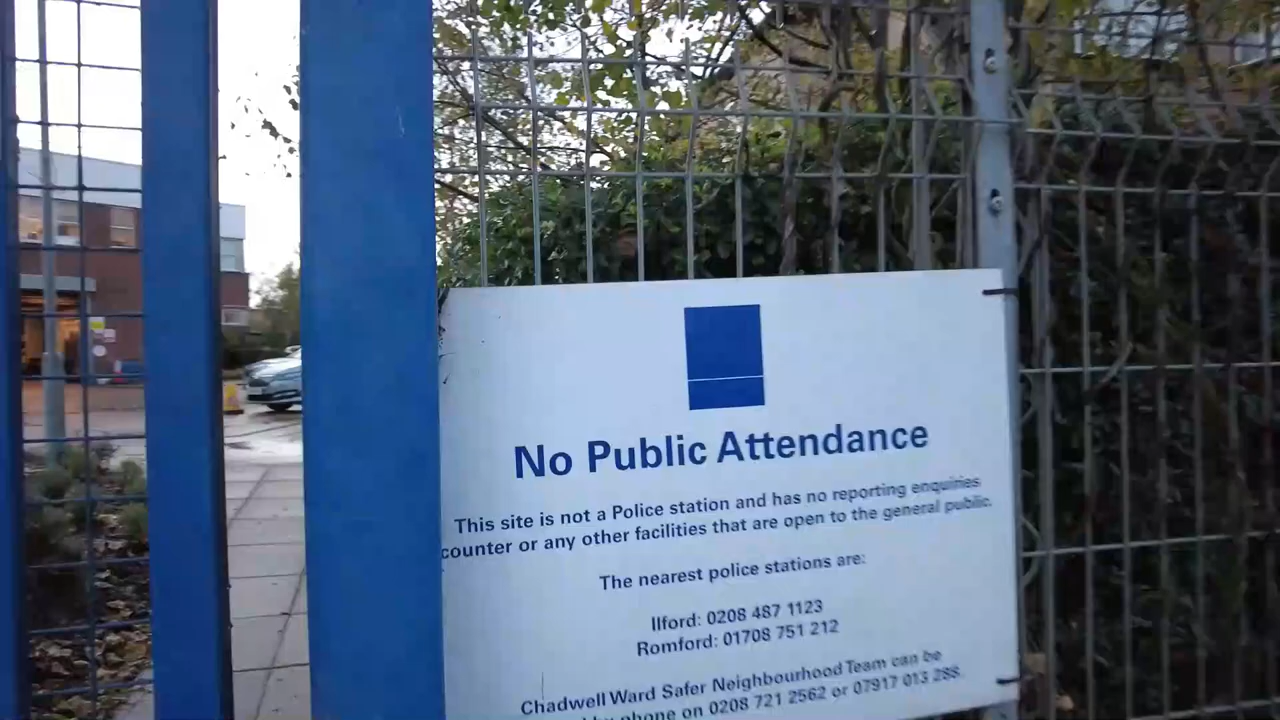 No Public Attendance
This site is not a Police station and has no reporting enquiries
counter or any other facilities that are open to the general public.
The nearest police stations are:
Ilford: 0208 487 1123
Romford: 01708 751 212
Chadwell Ward Safer Neighbourhood Team can be
by phone on 0208 721 2562 or 07917 013 288.